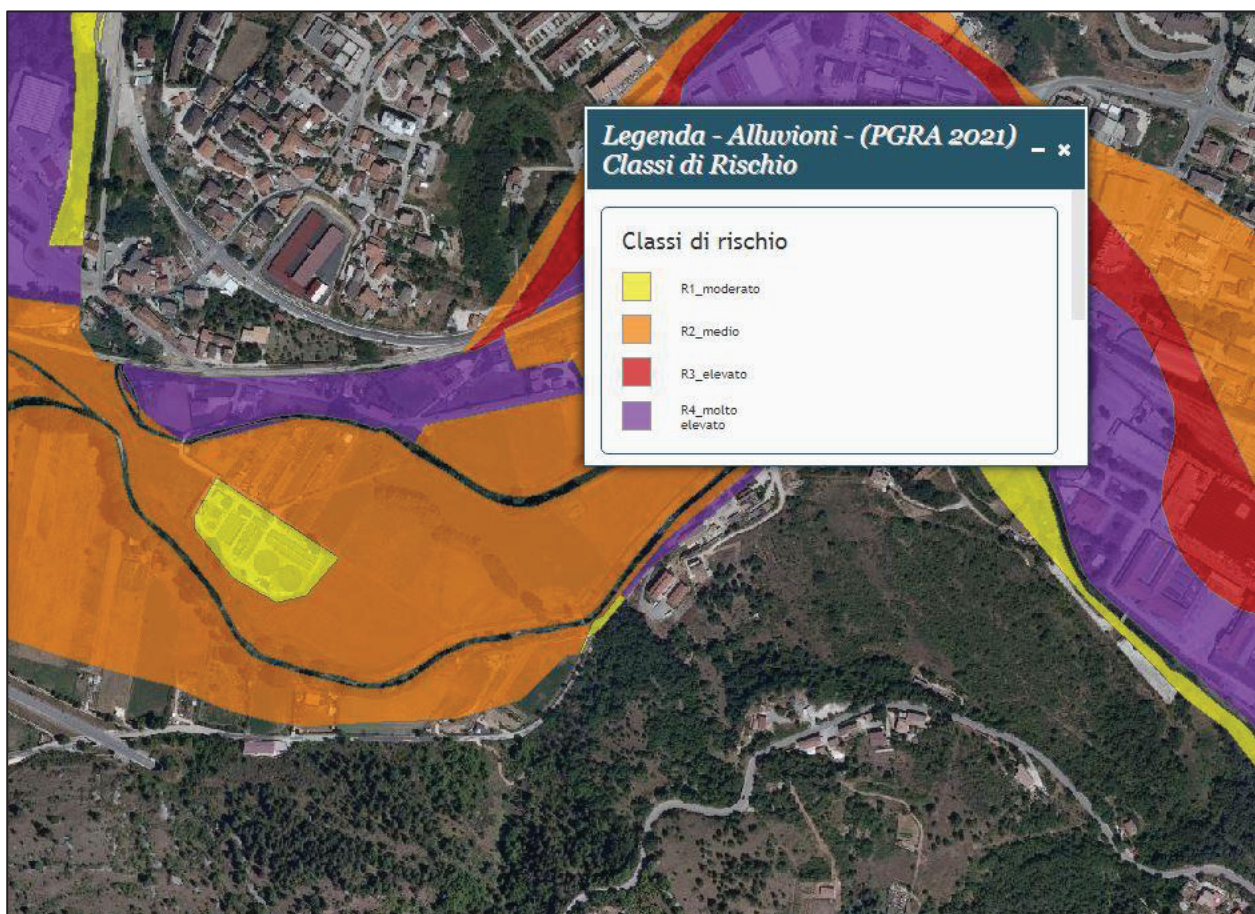 Legenda - Alluvioni - (PGRA 2021)
Classi di Rischio
Classi di rischio
R1_moderato
R2_medio
R3_elevato
R4_molto
elevato